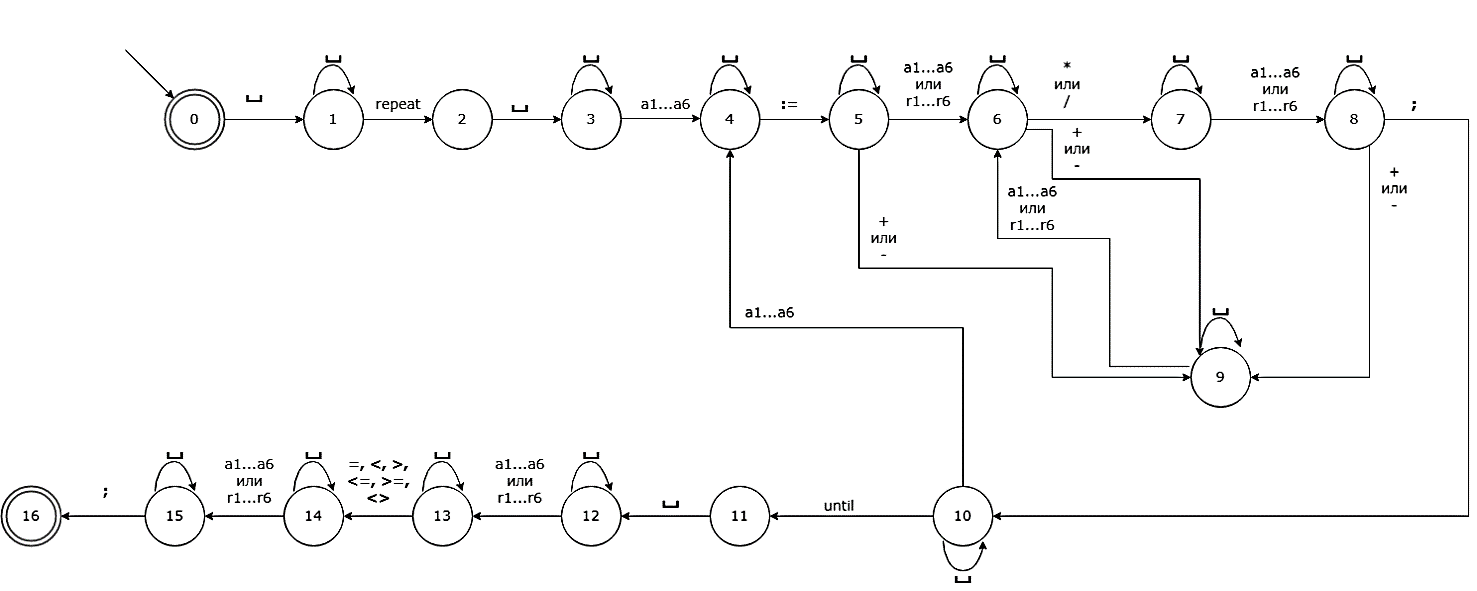 0
␣
1
␣
repeat
2
␣
3
␣
a1...a6
4
␣
:=
5
␣
a1...a6
или
r1...r6
6
␣
*
или
/
7
␣
a1...a6
или
r1...r6
8
␣
;
+
или
-
a1...a6
или
r1...r6
+
или
-
+
или
-
a1...a6
␣
9
16
;
15
␣
a1...a6
или
r1...r6
14
␣
=, <, >,
<=, >=,
<>
13
␣
a1...a6
или
r1...r6
12
␣
␣
11
until
10
␣